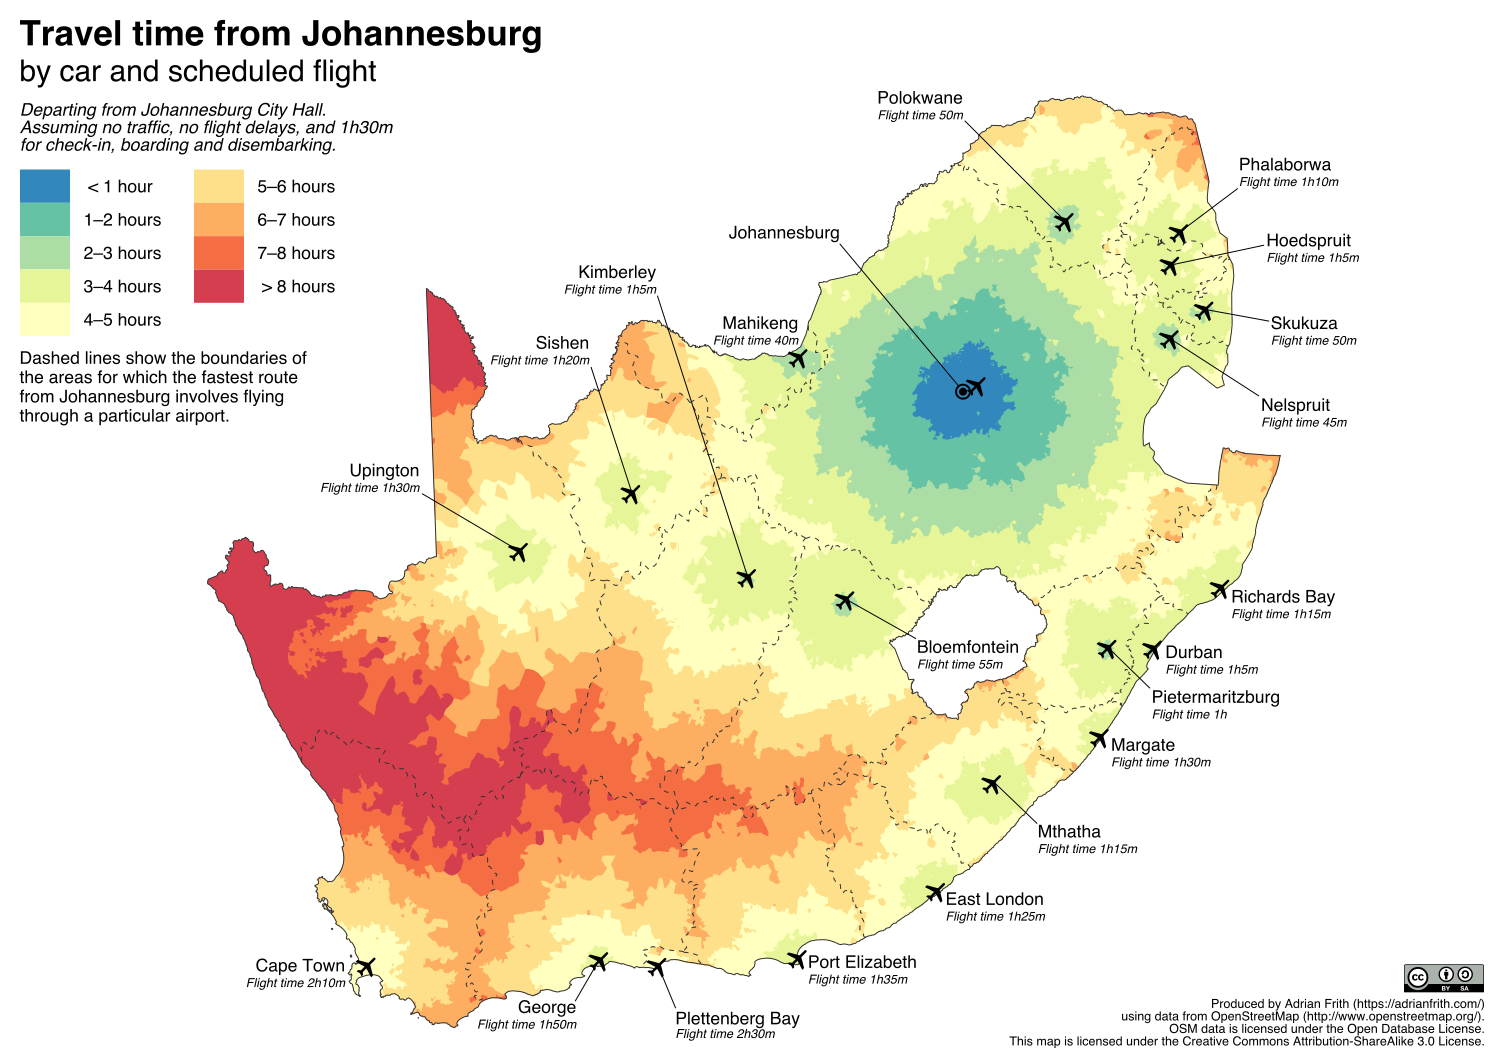 Travel time from Johannesburg
by car and scheduled flight
Departing from Johannesburg City Hall.
Assuming no traffic, no flight delays, and 1h30m
for check-in, boarding and disembarking.
< 1 hour
1–2 hours
2–3 hours
3–4 hours
4–5 hours
5–6 hours
6–7 hours
7–8 hours
> 8 hours
Dashed lines show the boundaries of
the areas for which the fastest route
from Johannesburg involves flying
through a particular airport.
Polokwane
Flight time 50m
Phalaborwa
Flight time 1h10m
Johannesburg
Hoedspruit
Flight time 1h5m
Kimberley
Flight time 1h5m
Mahikeng
Flight time 40m
Skukuza
Flight time 50m
Sishen
Flight time 1h20m
Nelspruit
Flight time 45m
Upington
Flight time 1h30m
Richards Bay
Flight time 1h15m
Bloemfontein
Flight time 55m
Durban
Flight time 1h5m
Pietermaritzburg
Flight time 1h
Margate
Flight time 1h30m
Mthatha
Flight time 1h15m
East London
Flight time 1h25m
Cape Town
Flight time 2h10m
Port Elizabeth
Flight time 1h35m
George
Flight time 1h50m
Plettenberg Bay
Flight time 2h30m
cc
BY SA
Produced by Adrian Frith (https://adrianfrith.com/)
using data from OpenStreetMap (http://www.openstreetmap.org/).
OSM data is licensed under the Open Database License.
This map is licensed under the Creative Commons Attribution-ShareAlike 3.0 License.